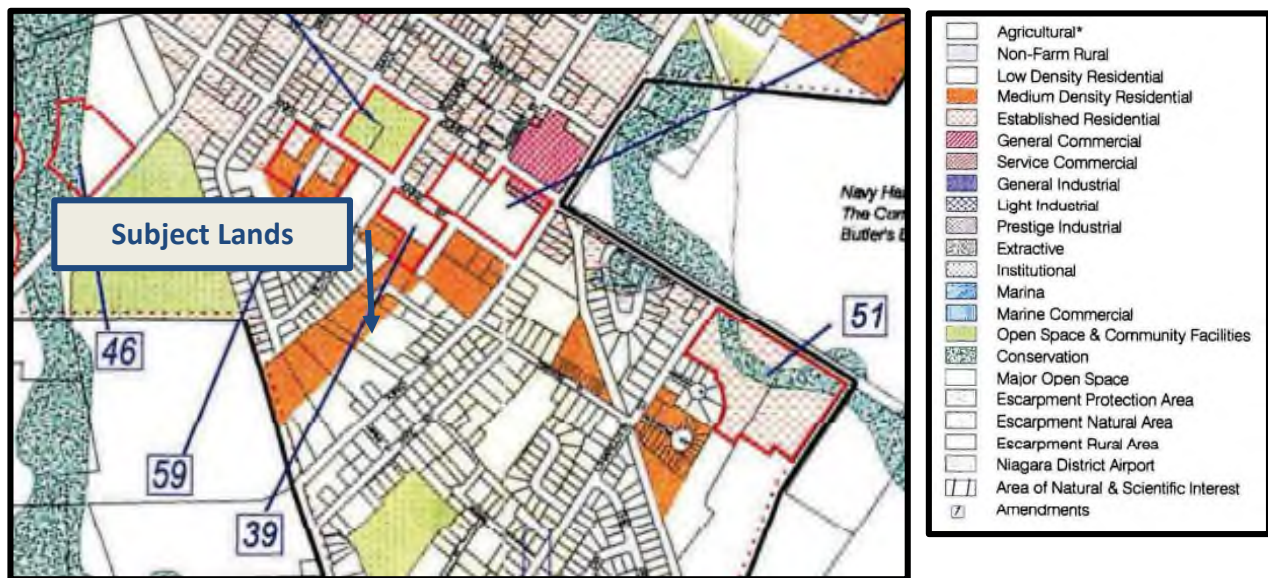 Subject Lands
Navy Hal
The Com
Butler's B
46
59
39
51
Agricultural*
Non-Farm Rural
Low Density Residential
Medium Density Residential
Established Residential
General Commercial
Service Commercial
General Industrial
Light Industrial
Prestige Industrial
Extractive
Institutional
Marina
Marine Commercial
Open Space & Community Facilities
Conservation
Major Open Space
Escarpment Protection Area
Escarpment Natural Area
Escarpment Rural Area
Niagara District Airport
Area of Natural & Scientific Interest
Amendments